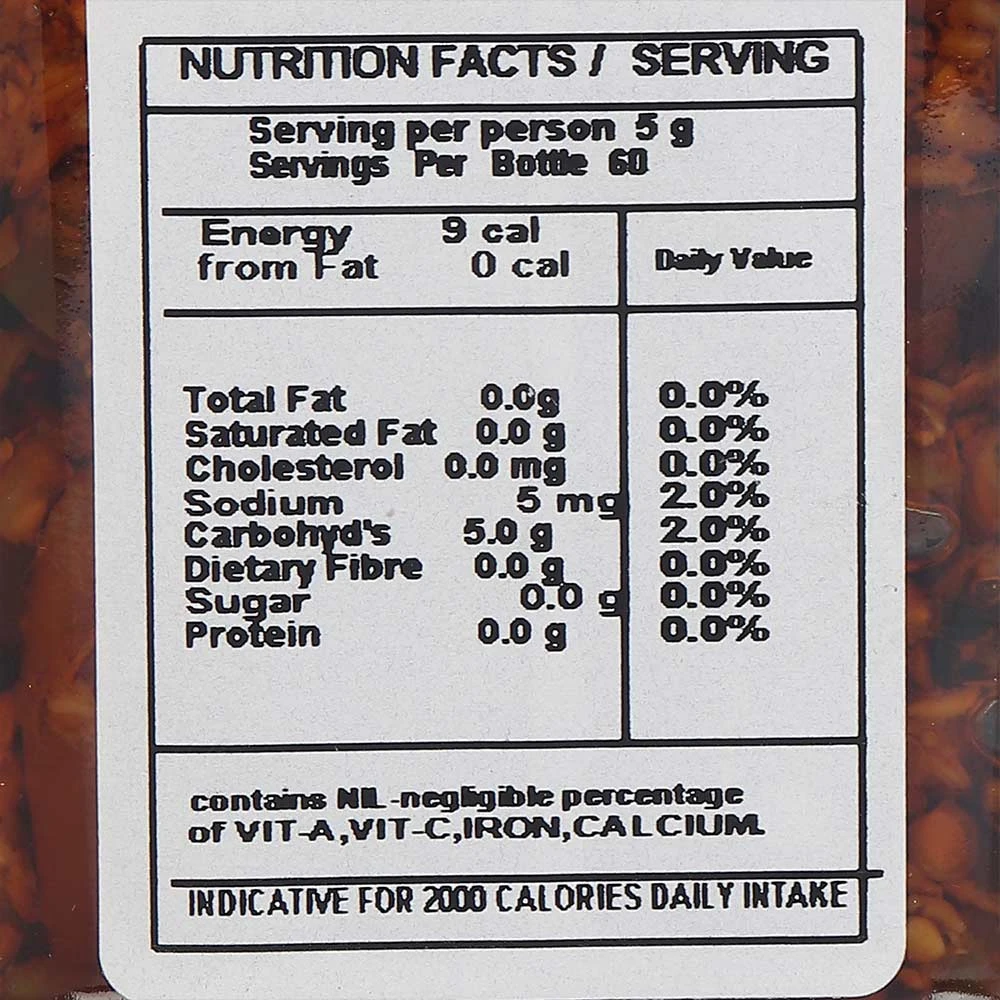 NUTRITION FACTS / SERVING
Serving per person 5 g
Servings Per Bottle 60
Energy 9 cal
from Fat 0 cal
Daily Value
Total Fat 0.0g 0.0%
Saturated Fat 0.0 g 0.0%
Cholesterol 0.0 mg 0.0%
Sodium 5 mg 2.0%
Carbohyd's 5.0 g 2.0%
Dietary Fibre 0.0 g 0.0%
Sugar 0.0 g 0.0%
Protein 0.0 g 0.0%
contains NIL-negligible percentage
of VIT-A,VIT-C,IRON,CALCIUM.
INDICATIVE FOR 2000 CALORIES DAILY INTAKE